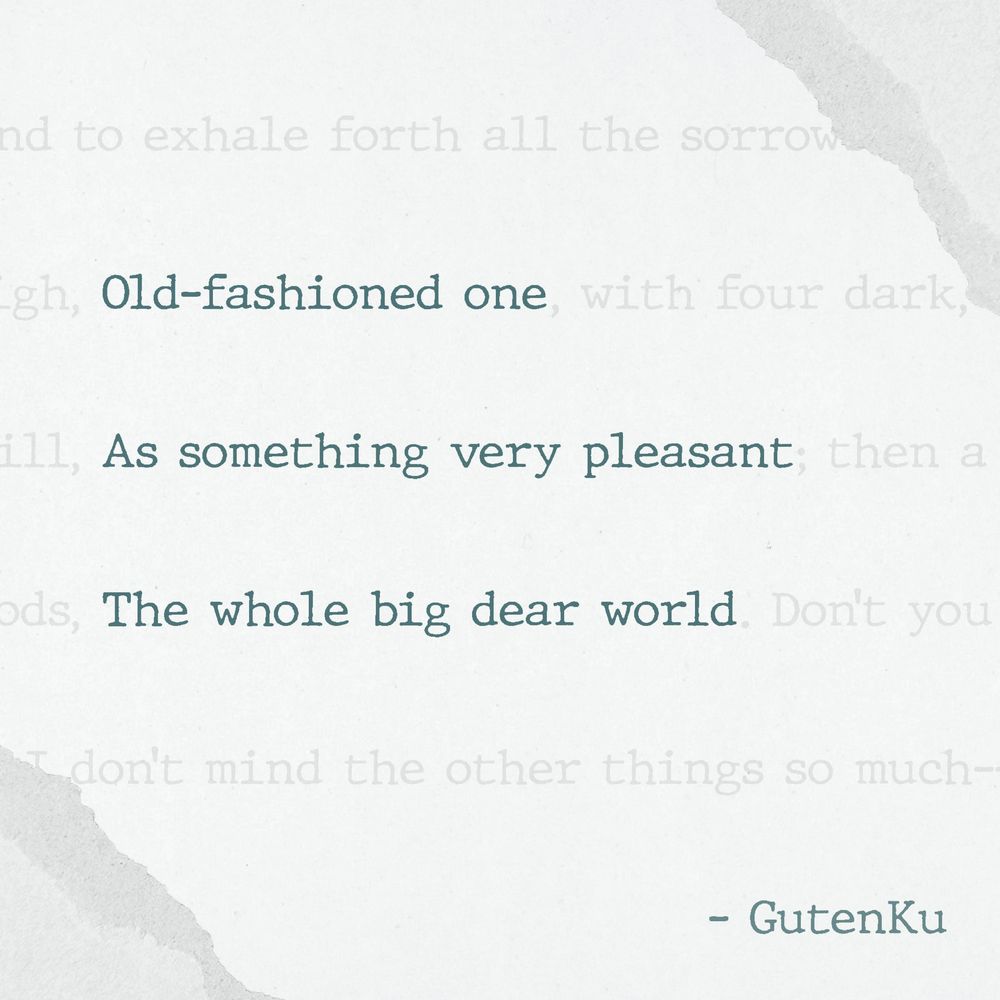 nd to exhale forth all the sorrow
igh, Old-fashioned one, with four dark,
ill, As something very pleasant; then a
ods, The whole big dear world. Don't you
I don't mind the other things so much-
- GutenKu